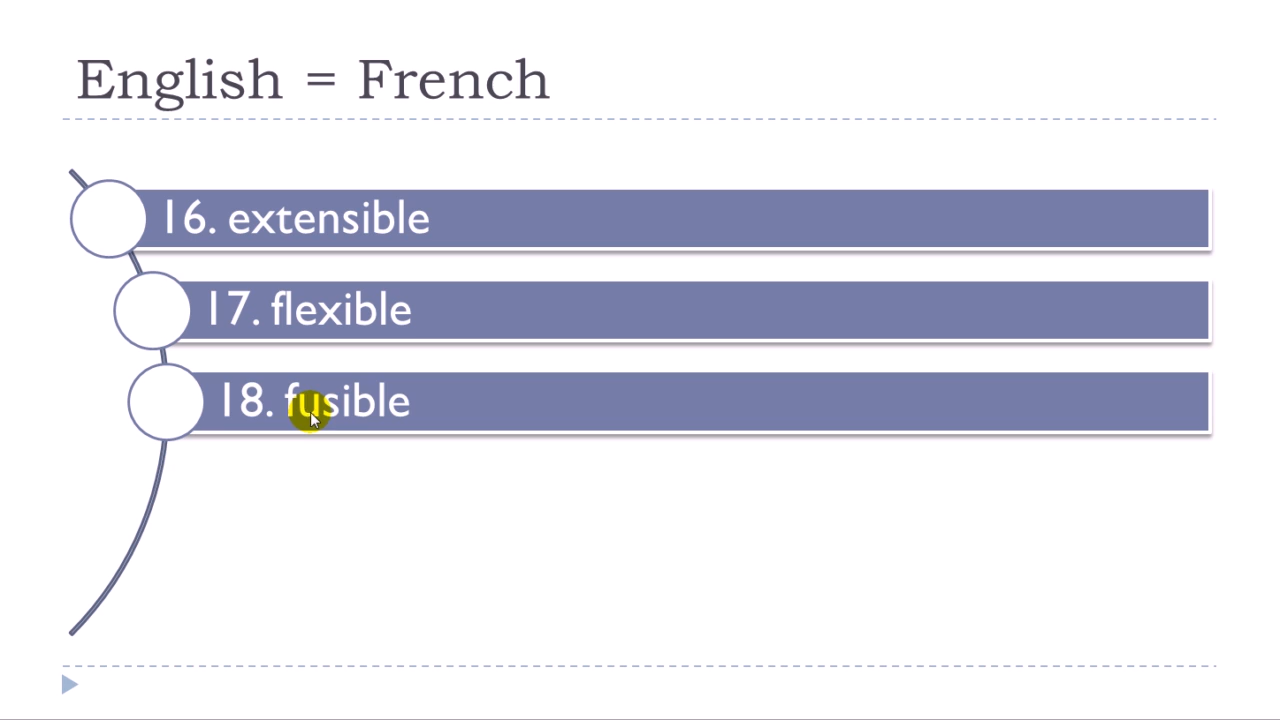 English = French
16. extensible
17. flexible
18. fusible